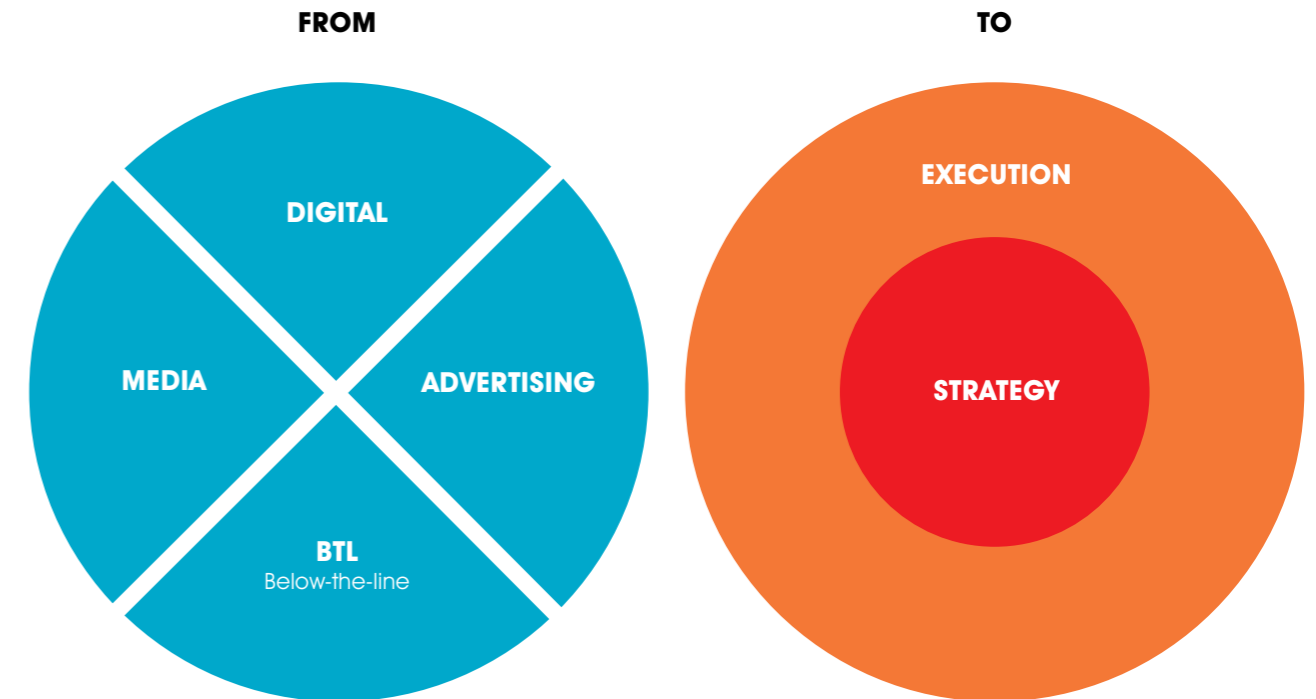 FROM
TO
DIGITAL
MEDIA
ADVERTISING
BTL
Below-the-line
EXECUTION
STRATEGY